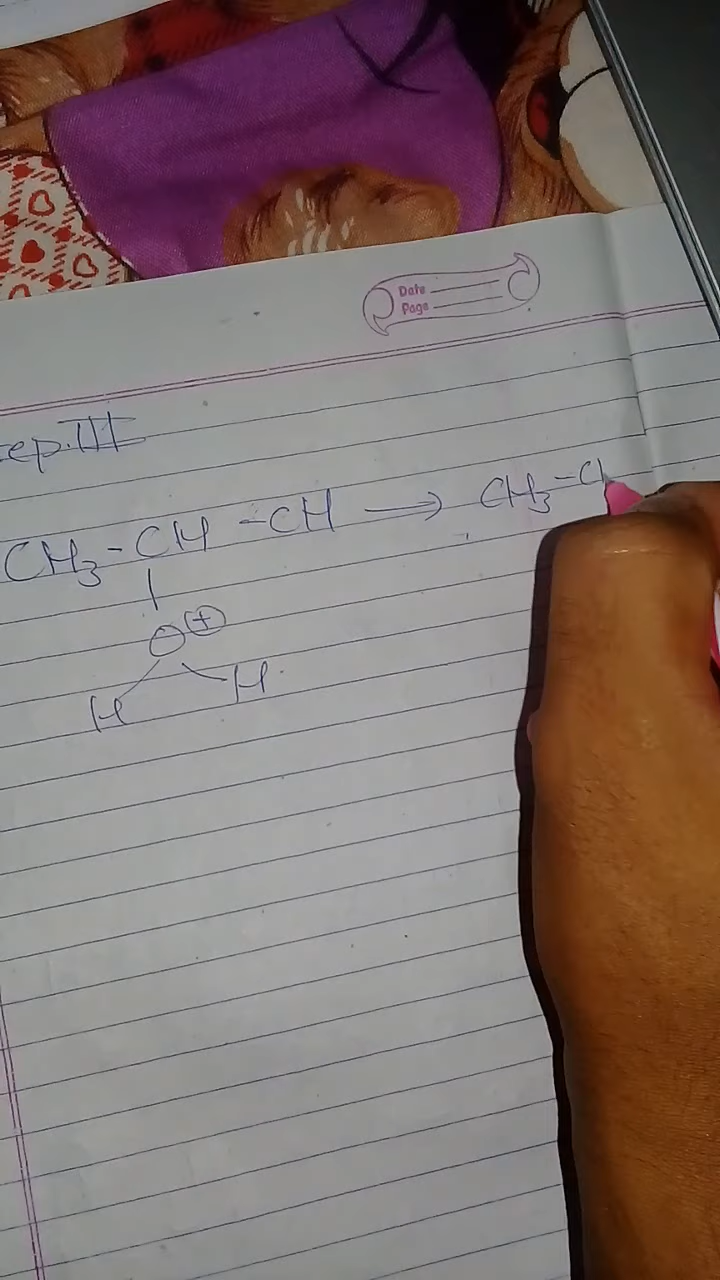 Date
Page
ep.III
CH3-CH-CH → CH3-C
|
O⊕
H H